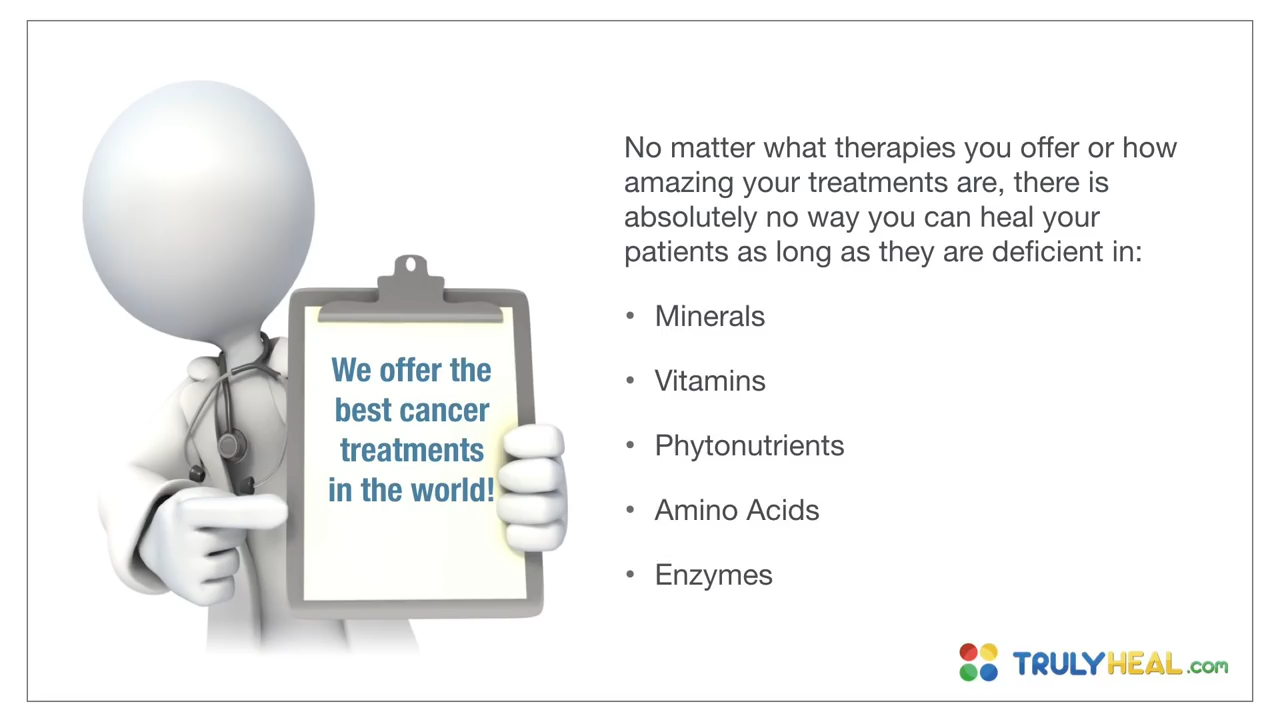 We offer the
best cancer
treatments
in the world!
No matter what therapies you offer or how
amazing your treatments are, there is
absolutely no way you can heal your
patients as long as they are deficient in:
• Minerals
• Vitamins
• Phytonutrients
• Amino Acids
• Enzymes
TRULYHEAL.com